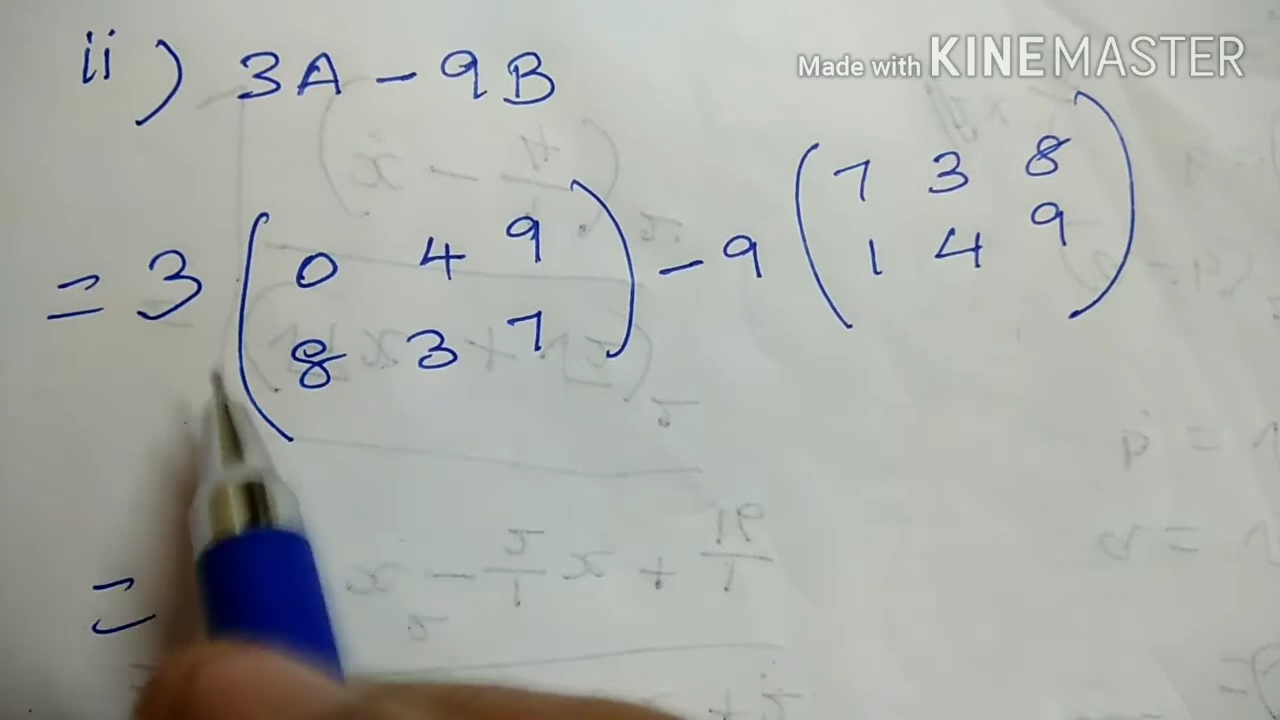 Made with KINEMASTER
ii) 3A - 9B
= 3 ( 0 4 9 ) - 9 ( 7 3 8 )
( 8 3 7 ) ( 1 4 9 )
=